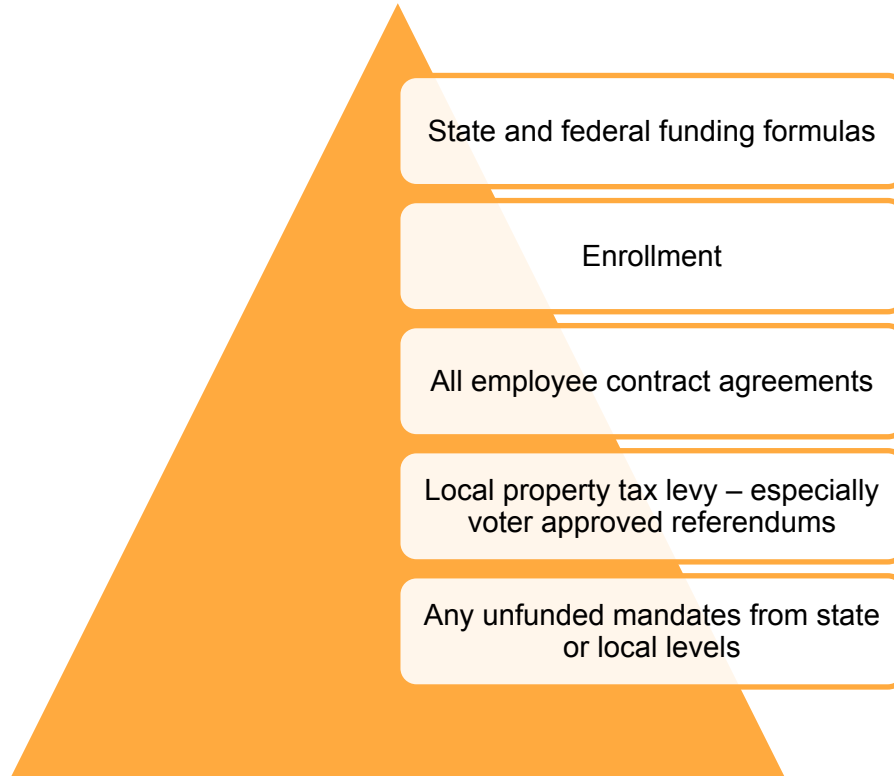 State and federal funding formulas
Enrollment
All employee contract agreements
Local property tax levy – especially
voter approved referendums
Any unfunded mandates from state
or local levels